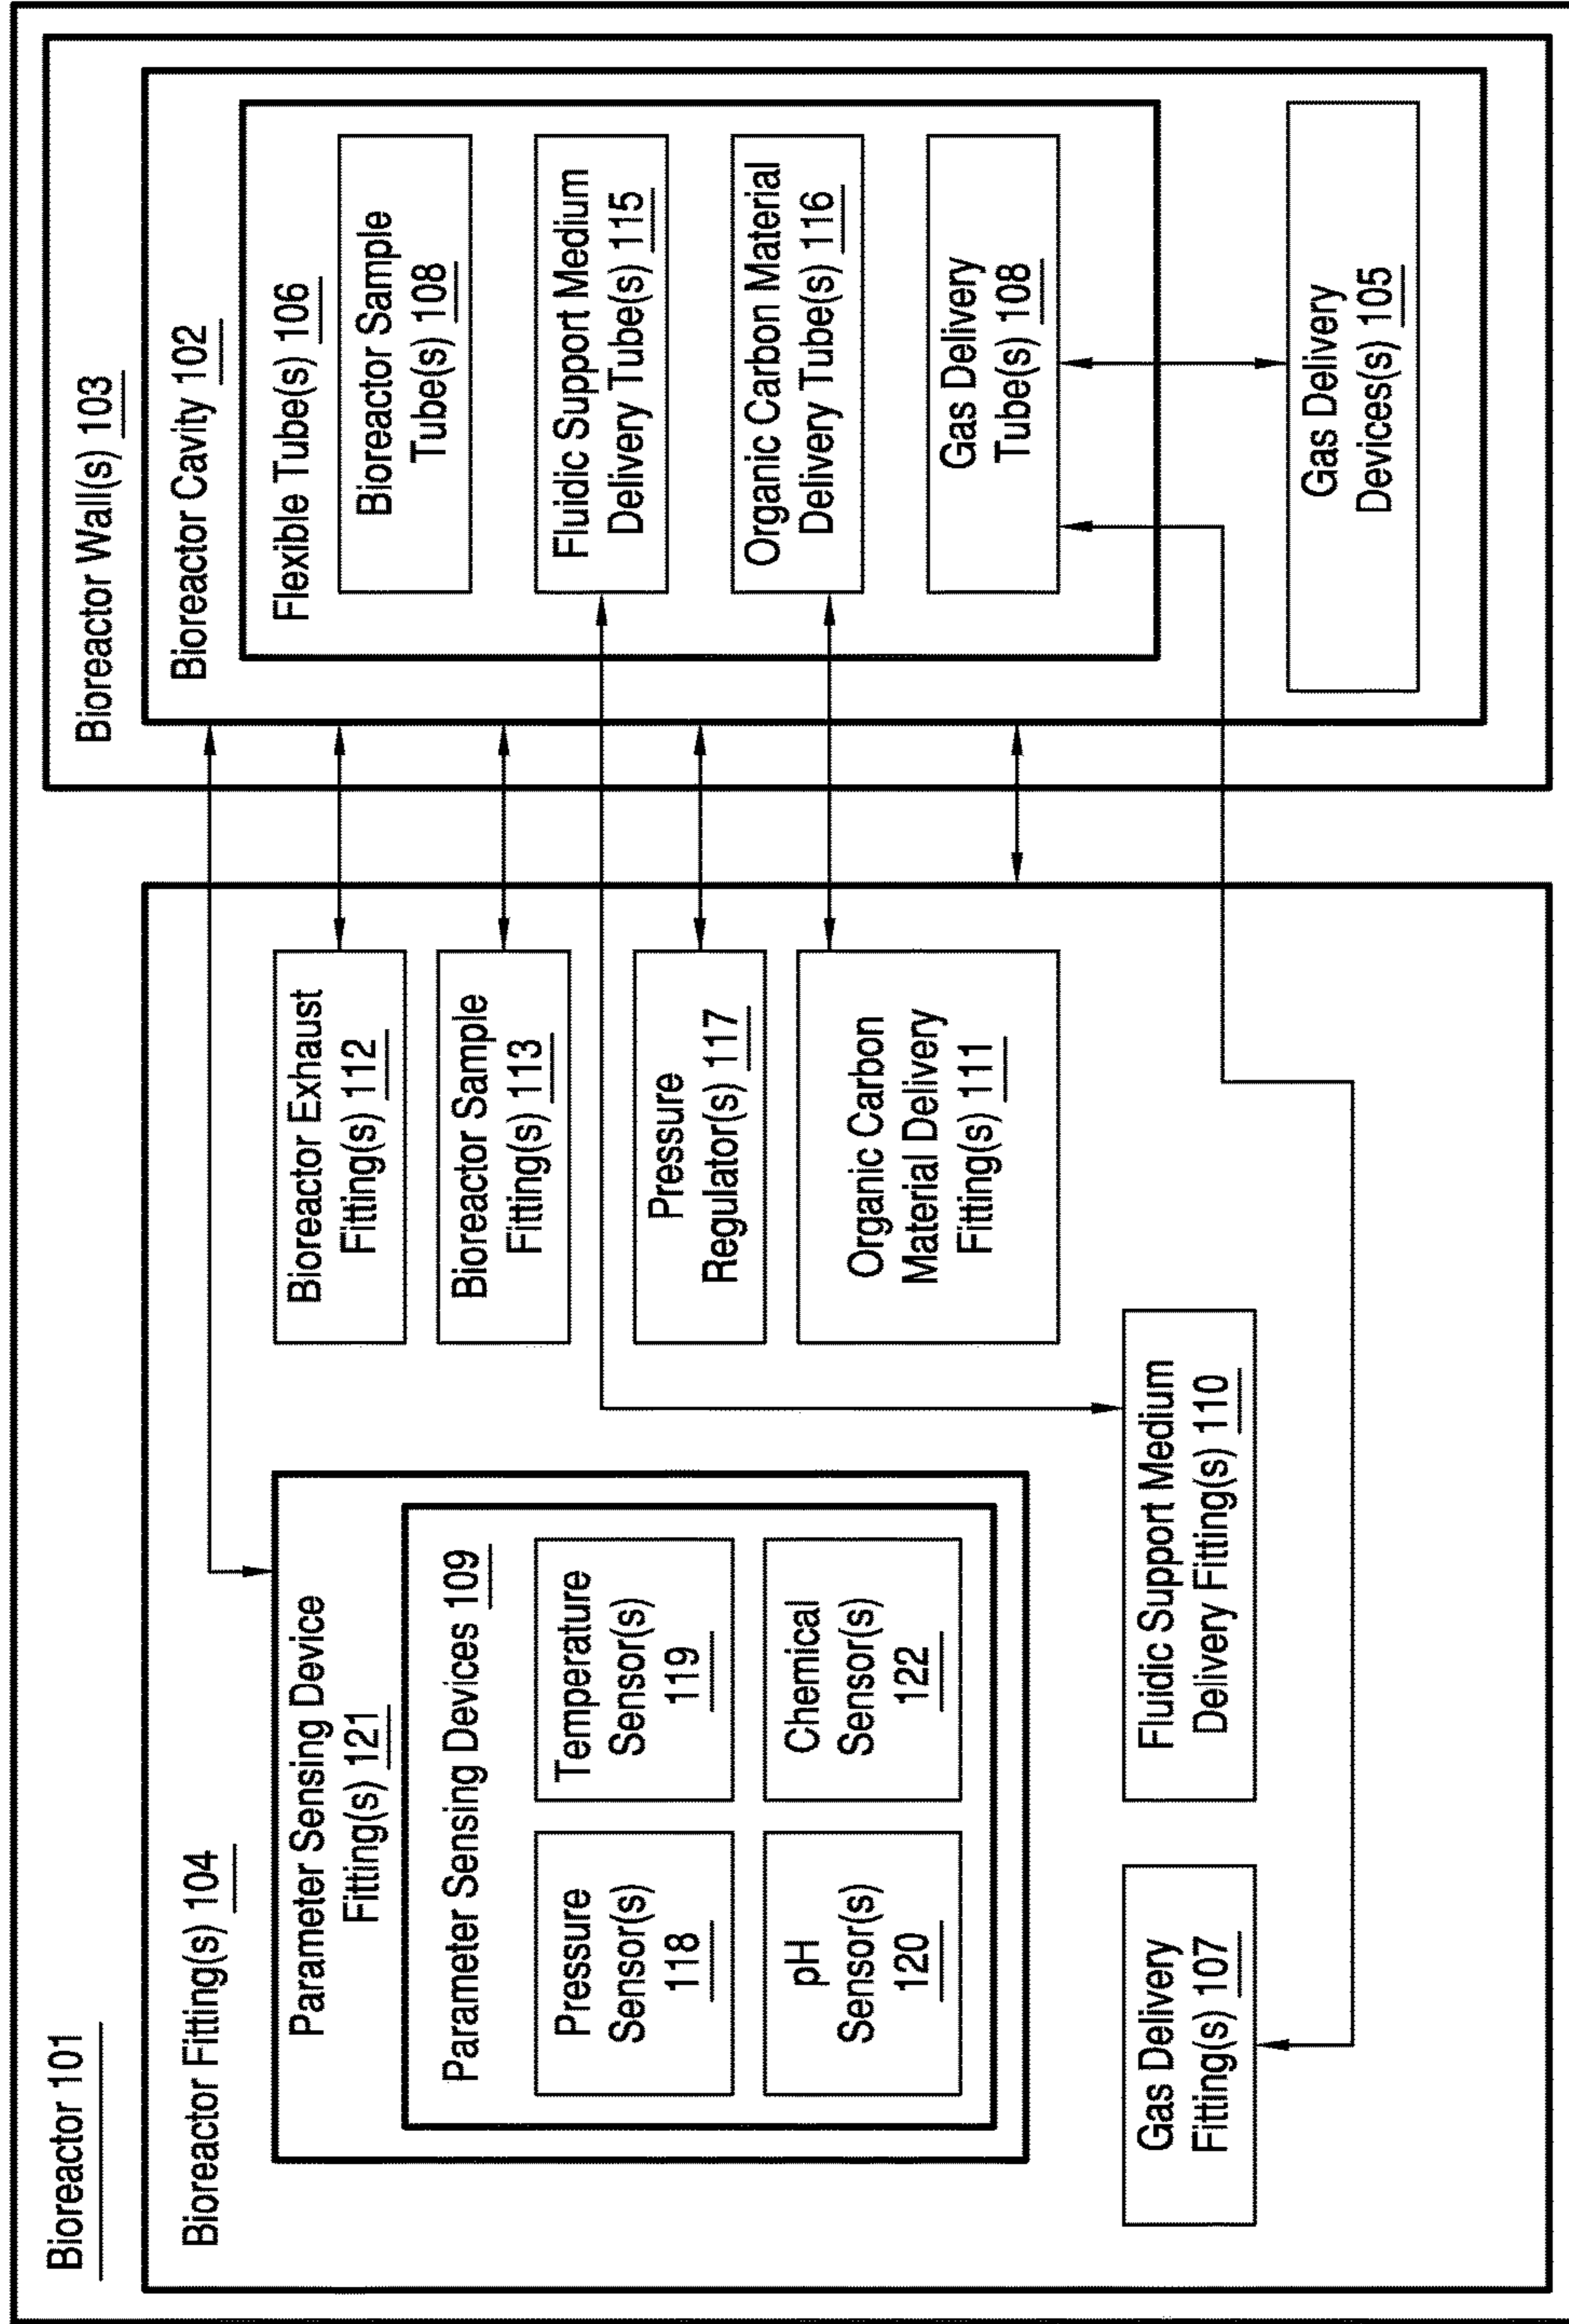 Bioreactor 101
Bioreactor Fitting(s) 104
Parameter Sensing Device
Fitting(s) 121
Parameter Sensing Devices 109
Pressure
Sensor(s)
118
Temperature
Sensor(s)
119
pH
Sensor(s)
120
Chemical
Sensor(s)
122
Gas Delivery
Fitting(s) 107
Fluidic Support Medium
Delivery Fitting(s) 110
Bioreactor Exhaust
Fitting(s) 112
Bioreactor Sample
Fitting(s) 113
Pressure
Regulator(s) 117
Organic Carbon
Material Delivery
Fitting(s) 111
Bioreactor Wall(s) 103
Bioreactor Cavity 102
Flexible Tube(s) 106
Bioreactor Sample
Tube(s) 108
Fluidic Support Medium
Delivery Tube(s) 115
Organic Carbon Material
Delivery Tube(s) 116
Gas Delivery
Tube(s) 108
Gas Delivery
Devices(s) 105